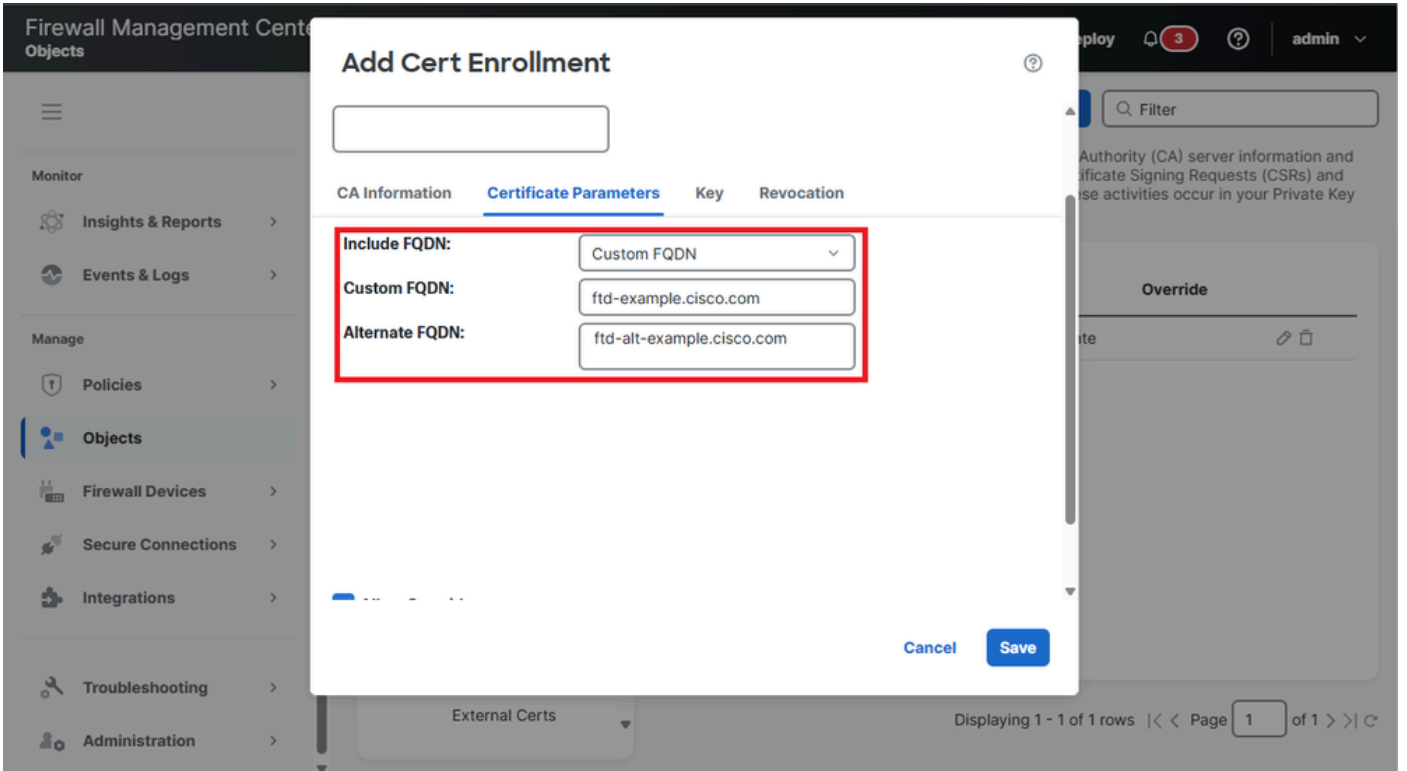 Firewall Management Cente
Objects
eploy
3
admin
Add Cert Enrollment
Filter
Authority (CA) server information and
tificate Signing Requests (CSRs) and
ese activities occur in your Private Key
Monitor
Insights & Reports
Events & Logs
Manage
Policies
Objects
Firewall Devices
Secure Connections
Integrations
Troubleshooting
Administration
CA Information
Certificate Parameters
Key
Revocation
Include FQDN:
Custom FQDN
Custom FQDN:
ftd-example.cisco.com
Alternate FQDN:
ftd-alt-example.cisco.com
Override
ate
Cancel
Save
External Certs
Displaying 1 - 1 of 1 rows |< < Page 1 of 1 > >|